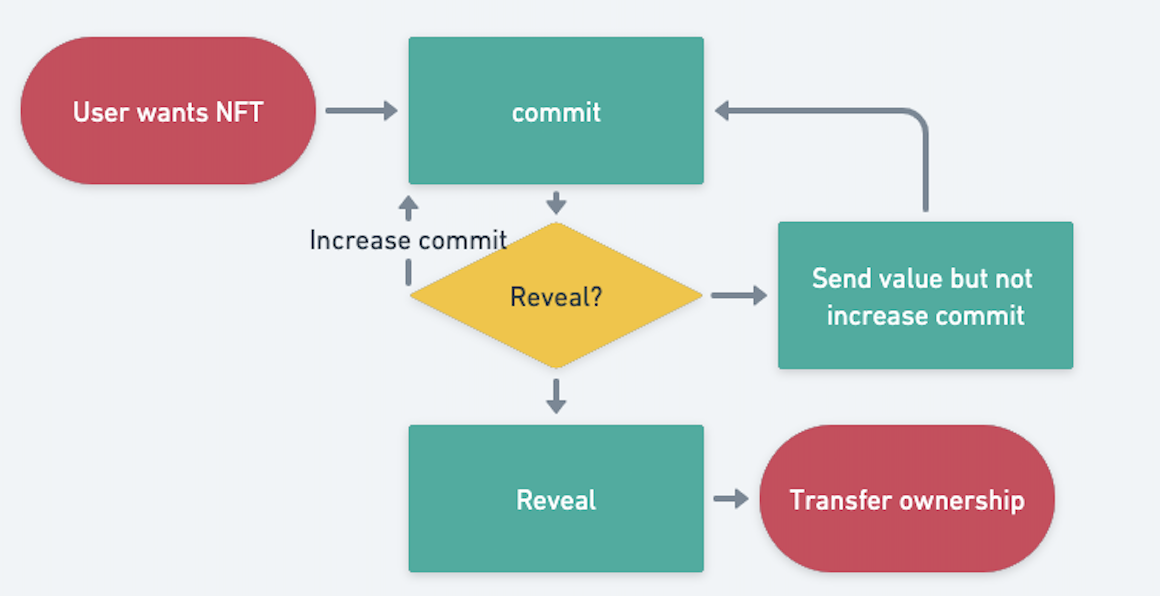 User wants NFT
commit
Increase commit
Reveal?
Send value but not
increase commit
Reveal
Transfer ownership